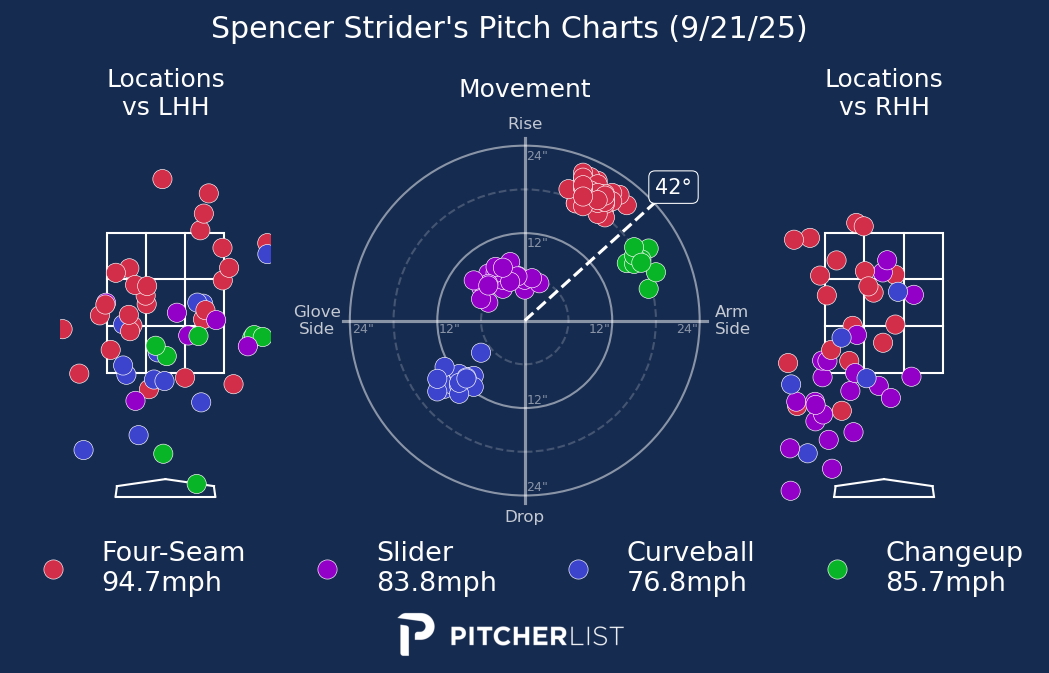 Spencer Strider's Pitch Charts (9/21/25)
Locations
vs LHH
Movement
Locations
vs RHH
Rise
24"
42°
12"
Glove
Side
24"
12"
12"
24"
Arm
Side
12"
24"
Drop
Four-Seam
94.7mph
Slider
83.8mph
Curveball
76.8mph
Changeup
85.7mph
PITCHERLIST